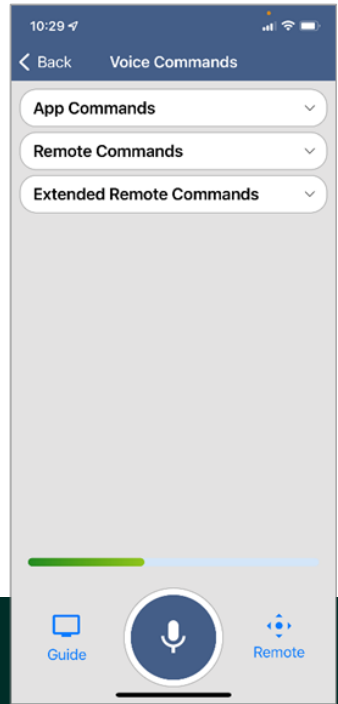 10:29
Back Voice Commands
App Commands
Remote Commands
Extended Remote Commands
Guide
Remote